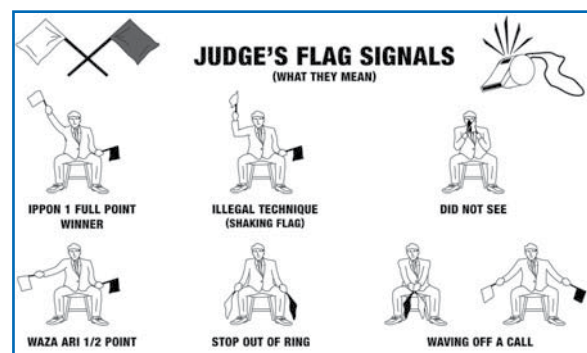 JUDGE'S FLAG SIGNALS
(WHAT THEY MEAN)
IPPON 1 FULL POINT
WINNER
ILLEGAL TECHNIQUE
(SHAKING FLAG)
DID NOT SEE
WAZA ARI 1/2 POINT
STOP OUT OF RING
WAVING OFF A CALL